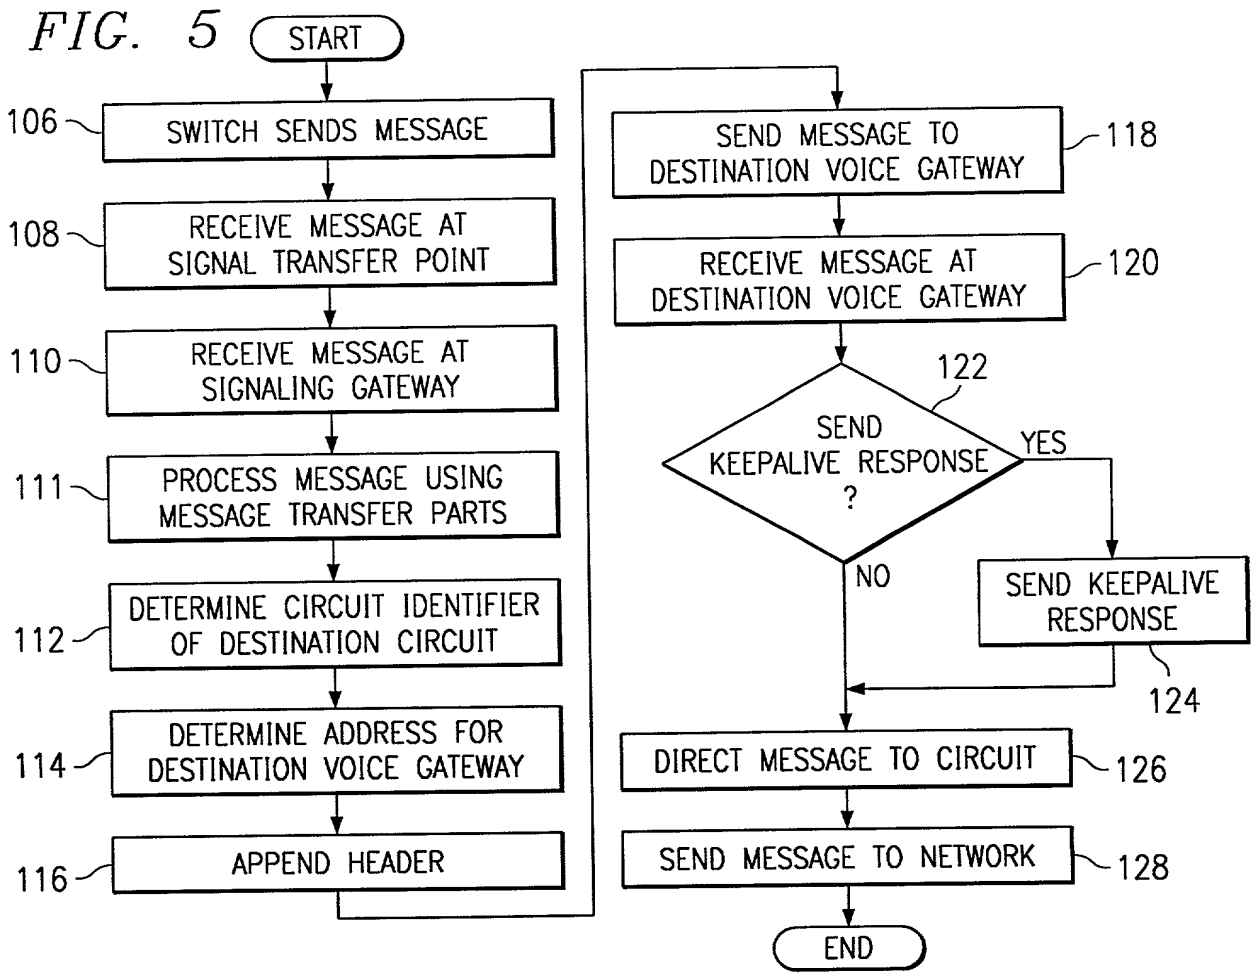 FIG. 5
START
106
SWITCH SENDS MESSAGE
108
RECEIVE MESSAGE AT
SIGNAL TRANSFER POINT
110
RECEIVE MESSAGE AT
SIGNALING GATEWAY
111
PROCESS MESSAGE USING
MESSAGE TRANSFER PARTS
112
DETERMINE CIRCUIT IDENTIFIER
OF DESTINATION CIRCUIT
114
DETERMINE ADDRESS FOR
DESTINATION VOICE GATEWAY
116
APPEND HEADER
SEND MESSAGE TO
DESTINATION VOICE GATEWAY
118
RECEIVE MESSAGE AT
DESTINATION VOICE GATEWAY
120
122
SEND
KEEPALIVE RESPONSE
?
YES
NO
SEND KEEPALIVE
RESPONSE
124
DIRECT MESSAGE TO CIRCUIT
126
SEND MESSAGE TO NETWORK
128
END